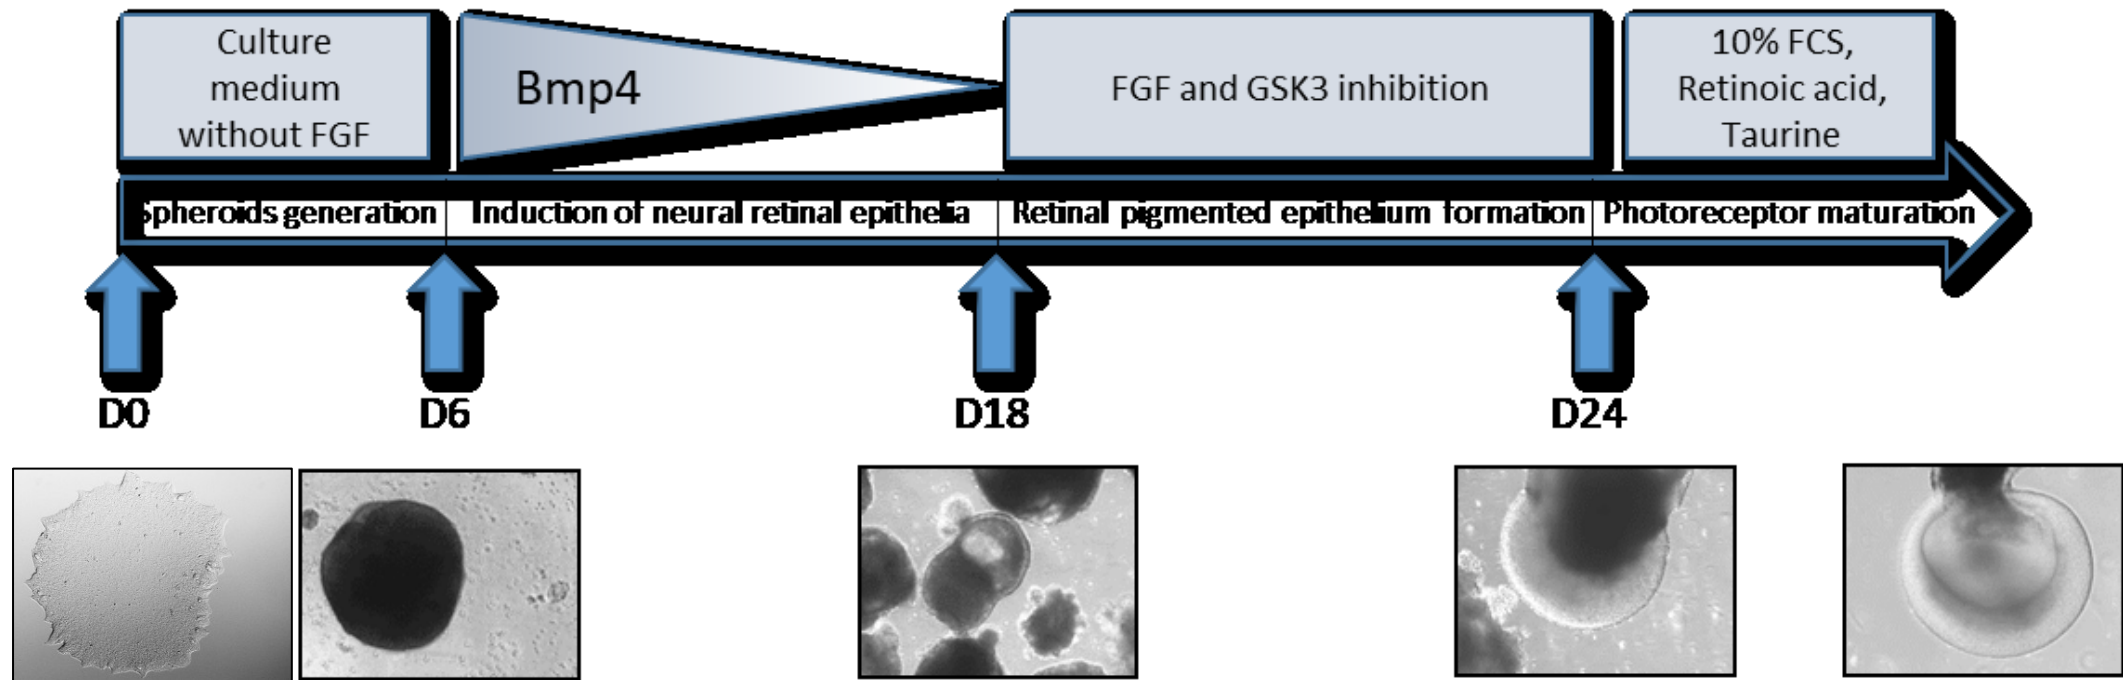 Culture
medium
without FGF
Bmp4
FGF and GSK3 inhibition
10% FCS,
Retinoic acid,
Taurine
Spheroids generation
Induction of neural retinal epithelia
Retinal pigmented epithelium formation
Photoreceptor maturation
D0
D6
D18
D24